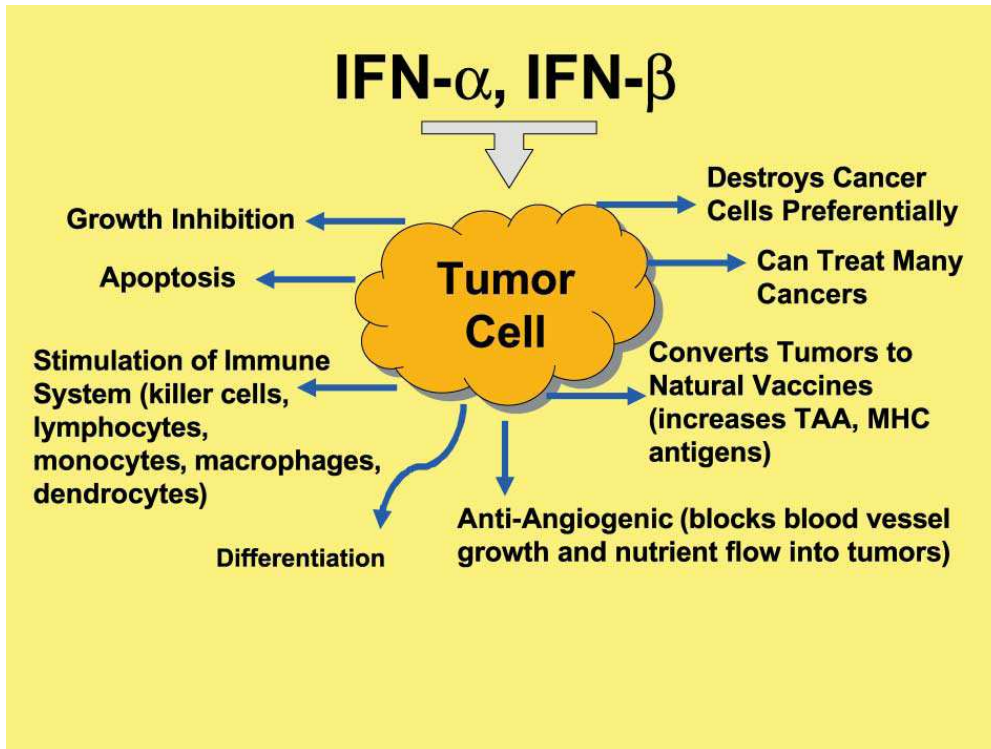 IFN-α, IFN-β
Growth Inhibition
Apoptosis
Stimulation of Immune
System (killer cells,
lymphocytes,
monocytes, macrophages,
dendrocytes)
Differentiation
Tumor
Cell
Destroys Cancer
Cells Preferentially
Can Treat Many
Cancers
Converts Tumors to
Natural Vaccines
(increases TAA, MHC
antigens)
Anti-Angiogenic (blocks blood vessel
growth and nutrient flow into tumors)